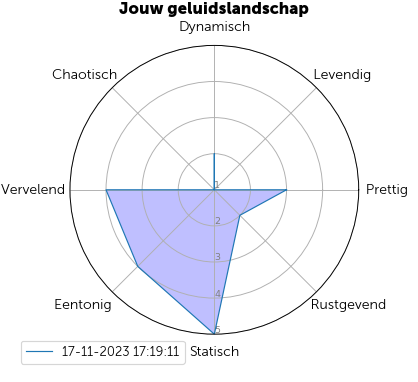 Jouw geluidslandschap
Dynamisch
Chaotisch
Levendig
Vervelend
1
Prettig
2
3
4
Eentonig
Rustgevend
5
17-11-2023 17:19:11
Statisch